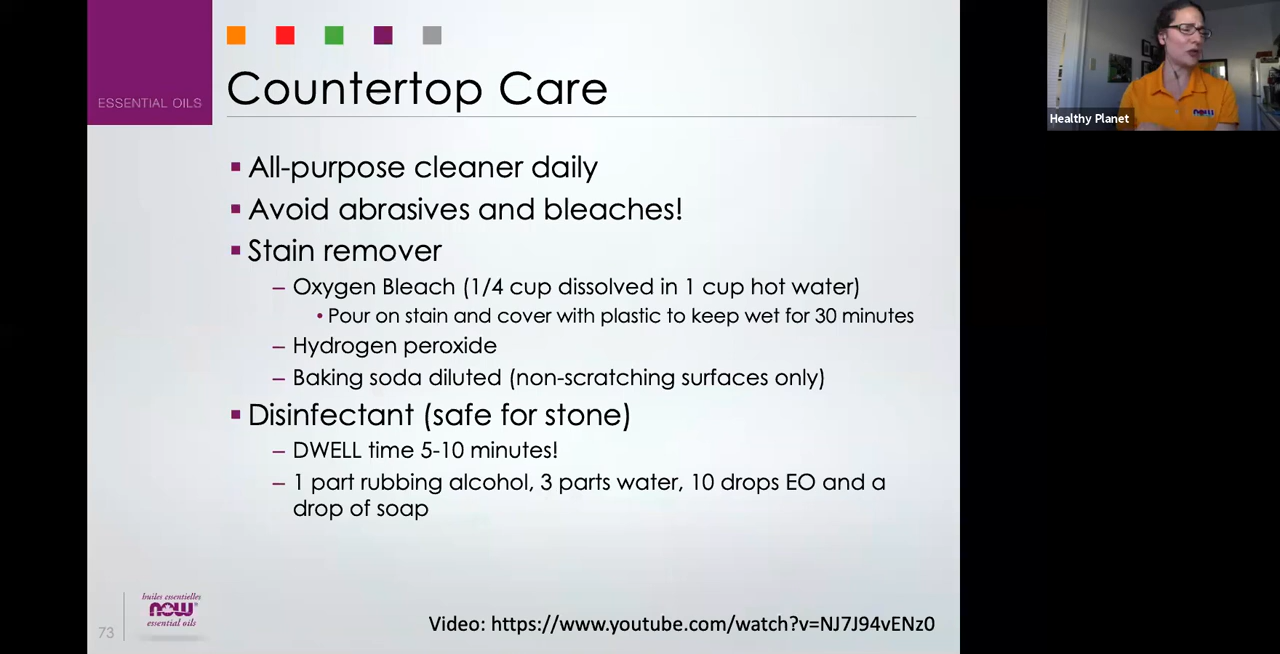 ESSENTIAL OILS
Countertop Care
All-purpose cleaner daily
Avoid abrasives and bleaches!
Stain remover
– Oxygen Bleach (1/4 cup dissolved in 1 cup hot water)
• Pour on stain and cover with plastic to keep wet for 30 minutes
– Hydrogen peroxide
– Baking soda diluted (non-scratching surfaces only)
Disinfectant (safe for stone)
– DWELL time 5-10 minutes!
– 1 part rubbing alcohol, 3 parts water, 10 drops EO and a
drop of soap
73
huiles essentielles
now®
essential oils
Video: https://www.youtube.com/watch?v=NJ7J94vENz0
now
Healthy Planet